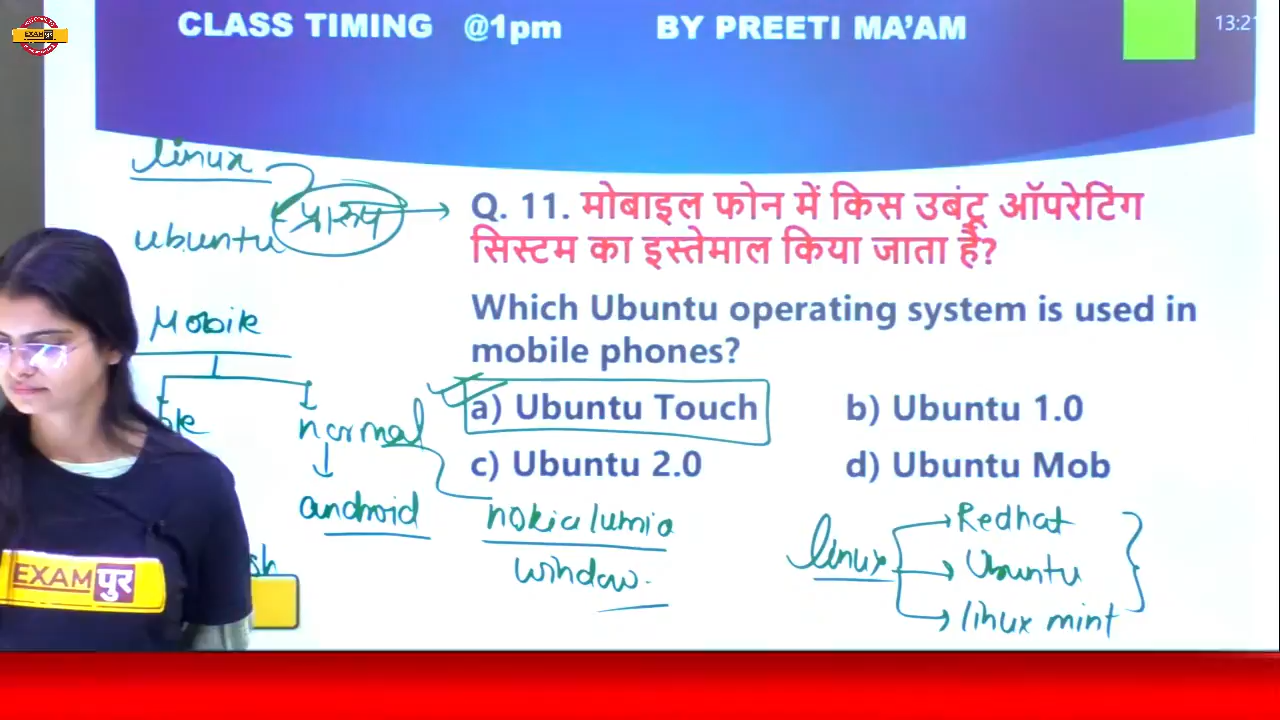 CLASS TIMING @1pm BY PREETI MA'AM
EXAMपुर
linux
प्रारूप
ubuntu
Q. 11. मोबाइल फोन में किस उबंटू ऑपरेटिंग
सिस्टम का इस्तेमाल किया जाता है?
Which Ubuntu operating system is used in
mobile phones?
a) Ubuntu Touch
b) Ubuntu 1.0
c) Ubuntu 2.0
d) Ubuntu Mob
Mobile
normal
android
nokia lumia
window.
linux
Redhat
Ubuntu
linux mint
EXAMपुर